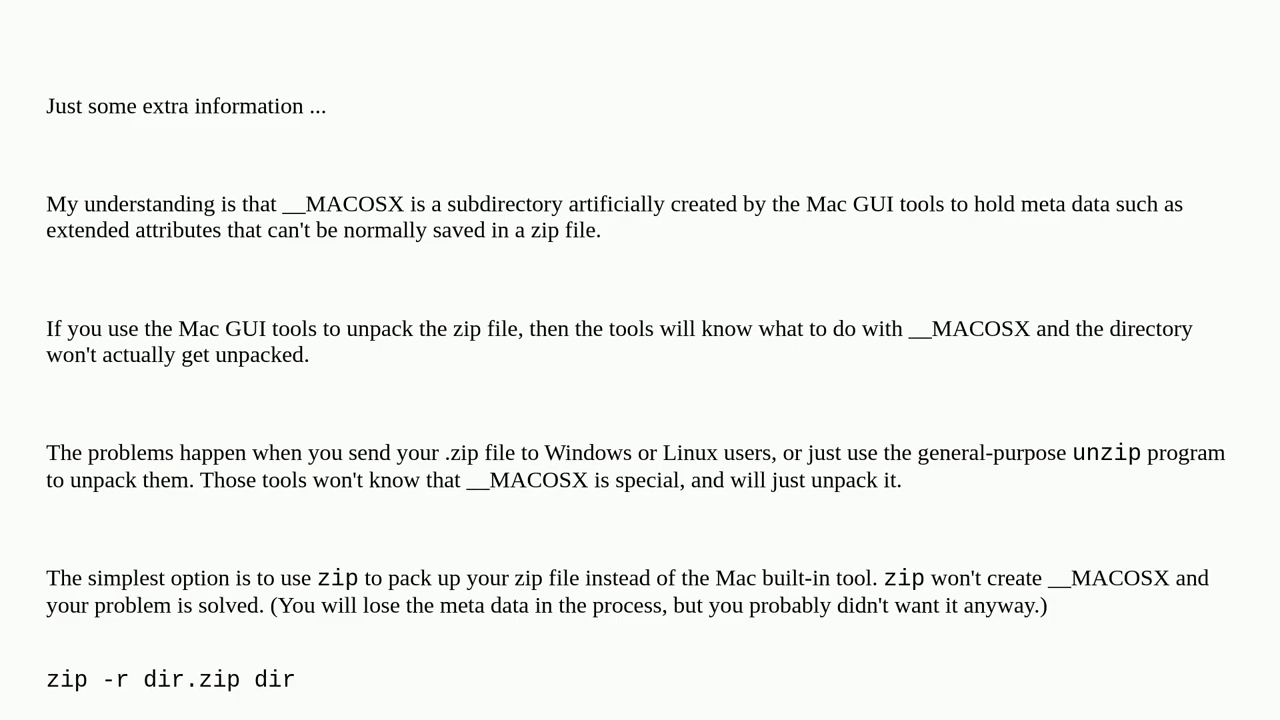 Just some extra information ...
My understanding is that __MACOSX is a subdirectory artificially created by the Mac GUI tools to hold meta data such as
extended attributes that can't be normally saved in a zip file.
If you use the Mac GUI tools to unpack the zip file, then the tools will know what to do with __MACOSX and the directory
won't actually get unpacked.
The problems happen when you send your .zip file to Windows or Linux users, or just use the general-purpose unzip program
to unpack them. Those tools won't know that __MACOSX is special, and will just unpack it.
The simplest option is to use zip to pack up your zip file instead of the Mac built-in tool. zip won't create __MACOSX and
your problem is solved. (You will lose the meta data in the process, but you probably didn't want it anyway.)
zip -r dir.zip dir